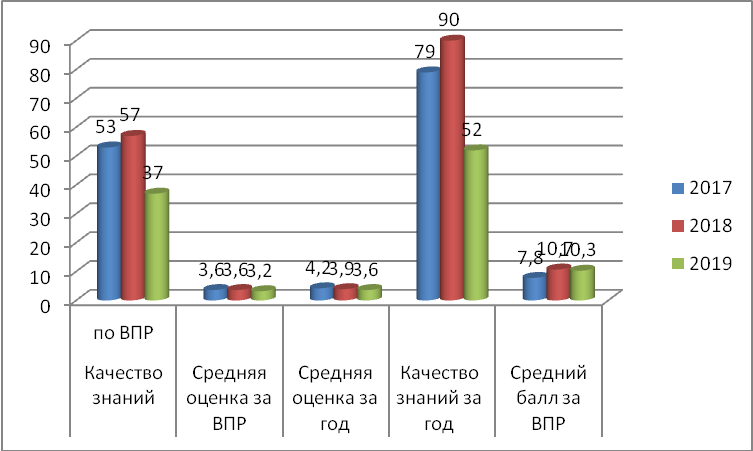 90
80
70
60
50
40
30
20
10
0
53
57
37
3,6
3,6
3,2
4,2
3,9
3,6
79
90
52
7,8
10,7
10,3
по ВПР
Качество
знаний
Средняя
оценка за
ВПР
Средняя
оценка за
год
Качество
знаний за
год
Средний
балл за
ВПР
2017
2018
2019